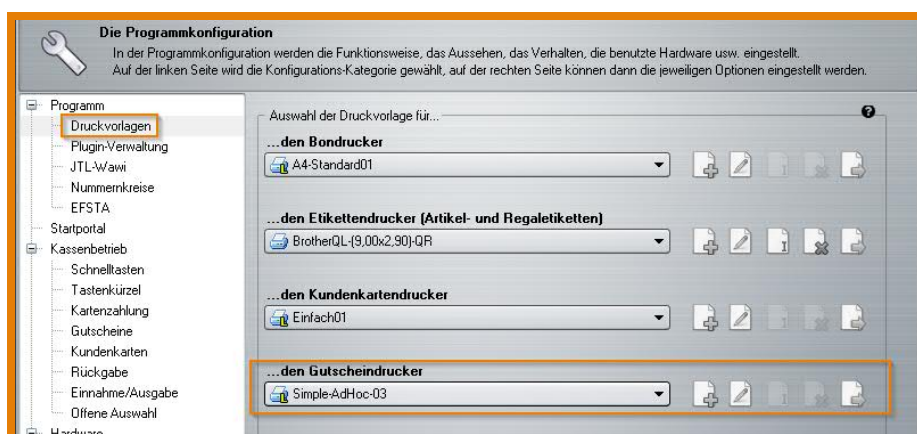 Die Programmkonfiguration
In der Programmkonfiguration werden die Funktionsweise, das Aussehen, das Verhalten, die benutzte Hardware usw. eingestellt.
Auf der linken Seite wird die Konfigurations-Kategorie gewählt, auf der rechten Seite können dann die jeweiligen Optionen eingestellt werden.
Programm
Druckvorlagen
Plugin-Verwaltung
JTL-Wawi
Nummernkreise
EFSTA
Startportal
Kassenbetrieb
Schnelltasten
Tastenkürzel
Kartenzahlung
Gutscheine
Kundenkarten
Rückgabe
Einnahme/Ausgabe
Offene Auswahl
Hardware
Auswahl der Druckvorlage für...
...den Bondrucker
A4-Standard01
...den Etikettendrucker (Artikel- und Regaletiketten)
BrotherQL-(9,00x2,90)-QR
...den Kundenkartendrucker
Einfach01
...den Gutscheindrucker
Simple-AdHoc-03